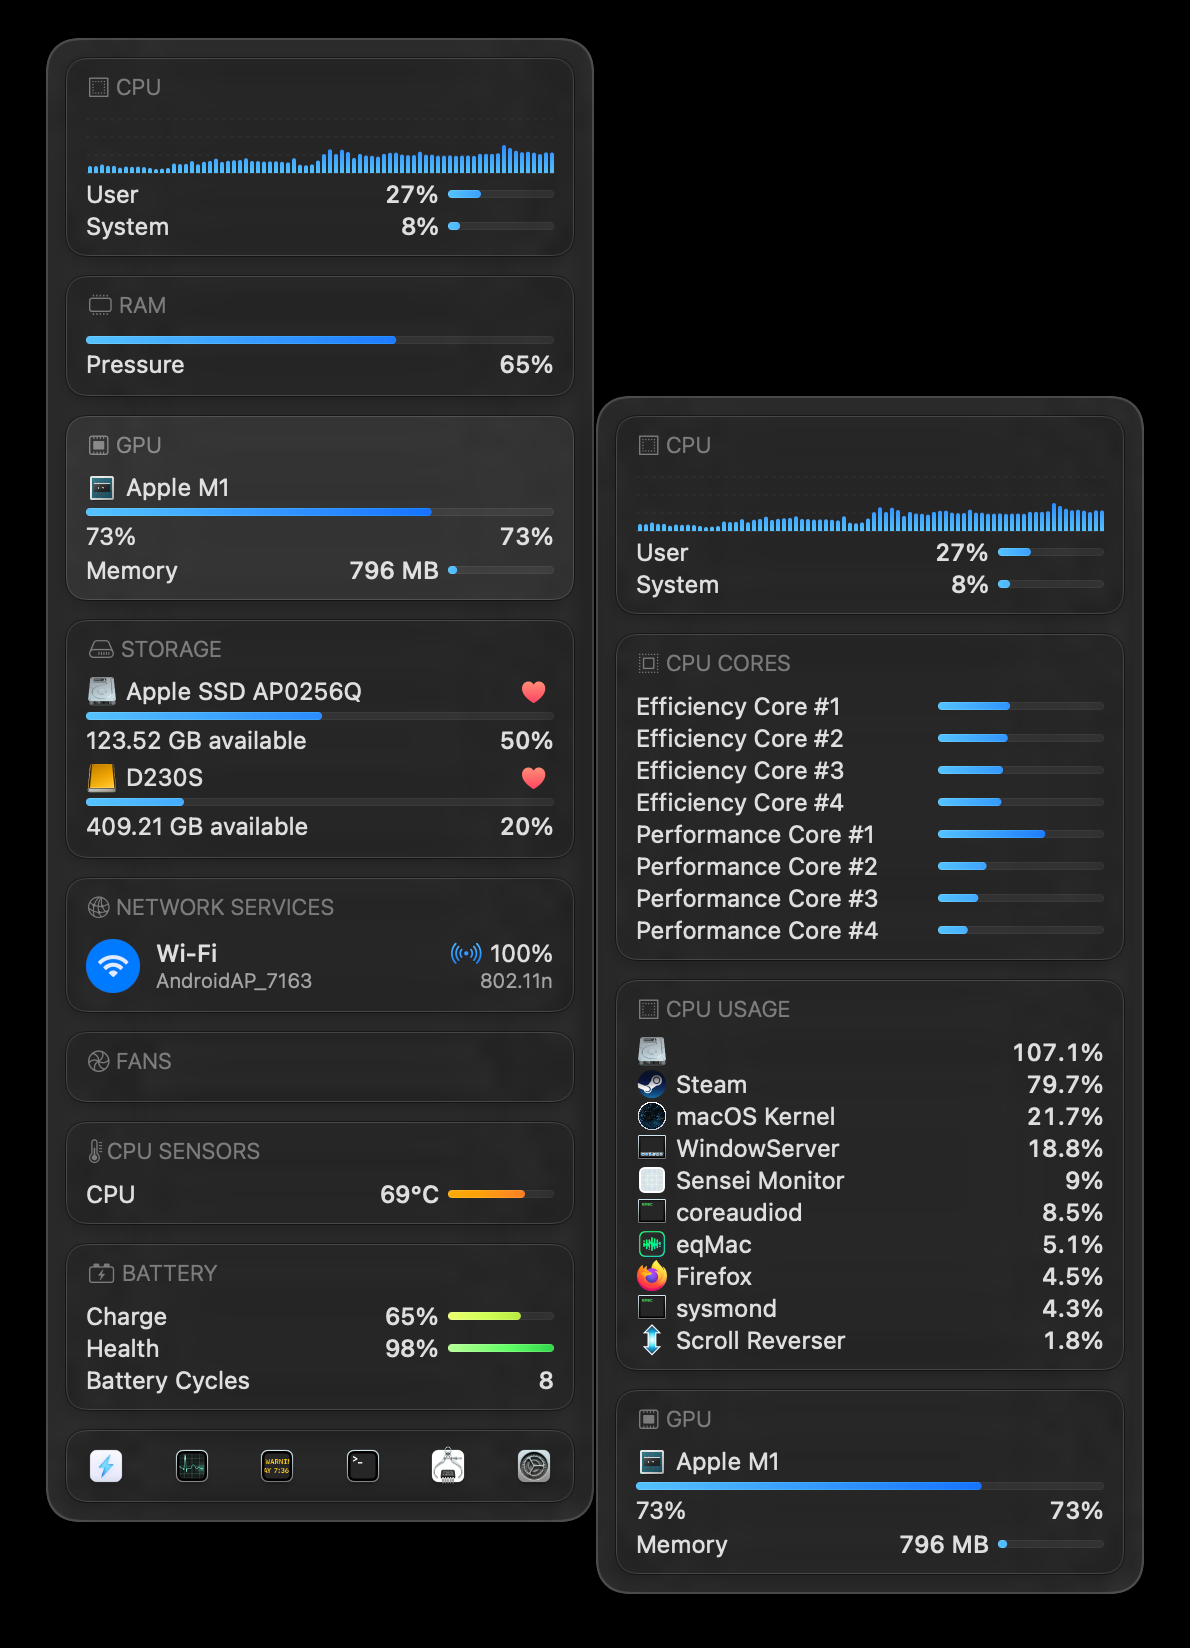 CPU
User 27%
System 8%
RAM
Pressure 65%
GPU
Apple M1
73% 73%
Memory 796 MB
STORAGE
Apple SSD AP0256Q
123.52 GB available 50%
D230S
409.21 GB available 20%
NETWORK SERVICES
Wi-Fi 100%
AndroidAP_7163 802.11n
FANS
CPU SENSORS
CPU 69°C
BATTERY
Charge 65%
Health 98%
Battery Cycles 8
WARNIN
AY 7:36
CPU
User 27%
System 8%
CPU CORES
Efficiency Core #1
Efficiency Core #2
Efficiency Core #3
Efficiency Core #4
Performance Core #1
Performance Core #2
Performance Core #3
Performance Core #4
CPU USAGE
107.1%
Steam 79.7%
macOS Kernel 21.7%
WindowServer 18.8%
Sensei Monitor 9%
coreaudiod 8.5%
eqMac 5.1%
Firefox 4.5%
sysmond 4.3%
Scroll Reverser 1.8%
GPU
Apple M1
73% 73%
Memory 796 MB